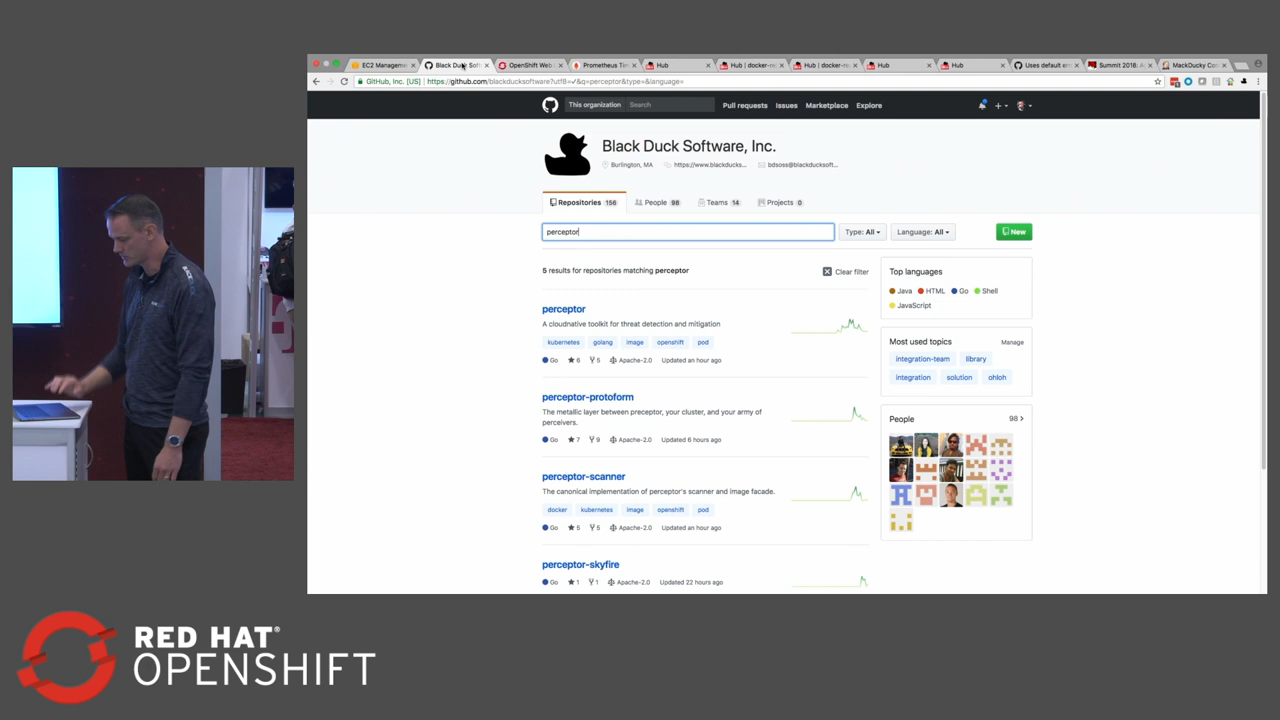 EC2 Managem
Black Duck Soft
OpenShift Web
Prometheus Tim
Hub
Hub | docker-re
Hub | docker-re
Hub
Hub
Uses default en
Summit 2018: A
MackDucky Con
GitHub, Inc. [US]
https://github.com/blackducksoftware?utf8=✓&q=perceptor&type=&language=
This organization
Search
Pull requests
Issues
Marketplace
Explore
Black Duck Software, Inc.
Burlington, MA
https://www.blackducks...
bdsoss@blackducksoft...
Repositories 156
People 98
Teams 14
Projects 0
perceptor
Type: All
Language: All
New
5 results for repositories matching perceptor
Clear filter
perceptor
A cloudnative toolkit for threat detection and mitigation
kubernetes golang image openshift pod
Go 6 5 Apache-2.0 Updated an hour ago
perceptor-protoform
The metallic layer between preceptor, your cluster, and your army of
perceivers.
Go 7 9 Apache-2.0 Updated 6 hours ago
perceptor-scanner
The canonical implementation of perceptor's scanner and image facade.
docker kubernetes image openshift pod
Go 5 5 Apache-2.0 Updated an hour ago
perceptor-skyfire
Go 1 1 Apache-2.0 Updated 22 hours ago
Top languages
Java HTML Go Shell
JavaScript
Most used topics
Manage
integration-team library
integration solution ohloh
People
98
RED HAT®
OPENSHIFT